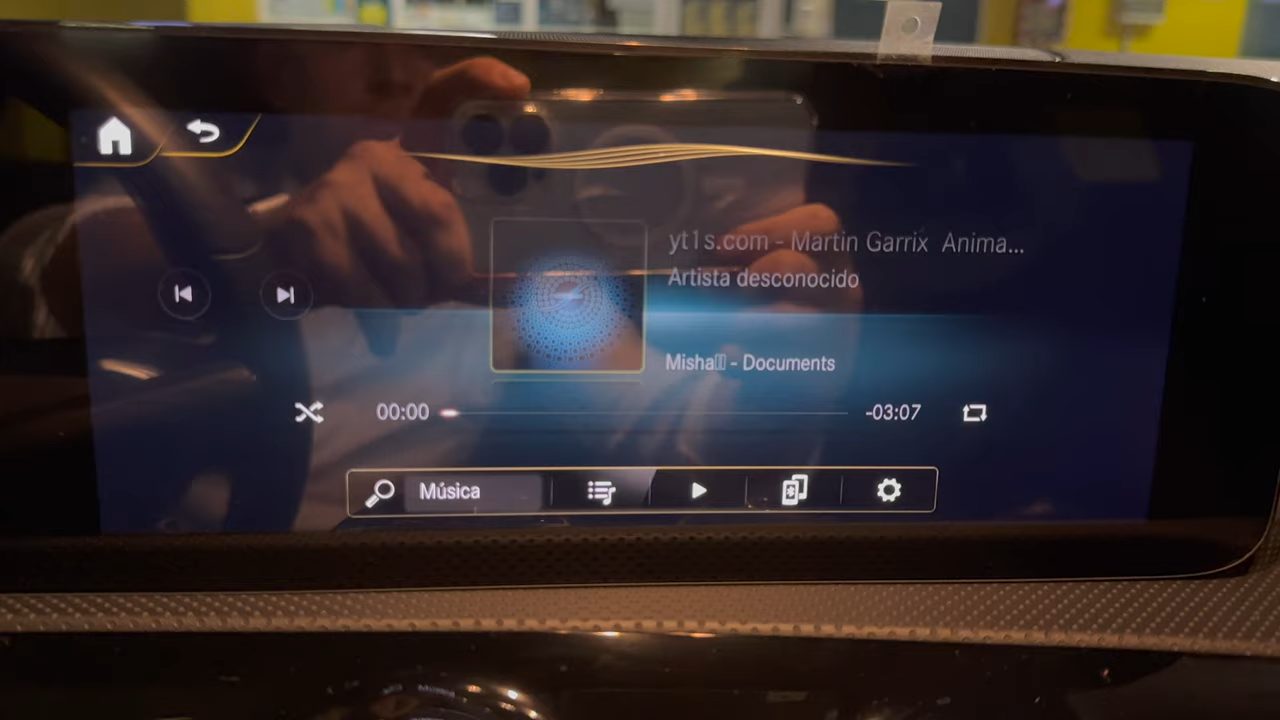 yt1s.com - Martin Garrix Anima...
Artista desconocido
Misha▯▯ - Documents
00:00
-03:07
Música